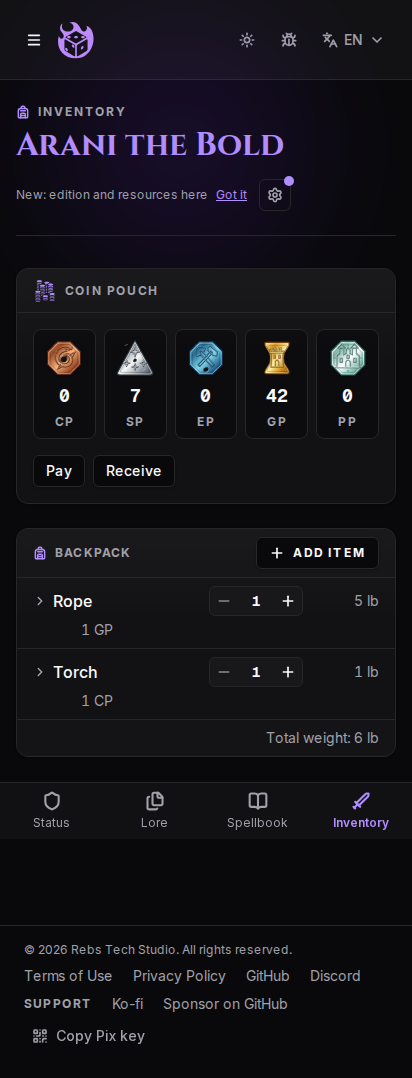 EN
INVENTORY
Arani the Bold
New: edition and resources here Got it
COIN POUCH
0 7 0 42 0
CP SP EP GP PP
Pay Receive
BACKPACK + ADD ITEM
Rope − 1 + 5 lb
1 GP
Torch − 1 + 1 lb
1 CP
Total weight: 6 lb
Status Lore Spellbook Inventory
© 2026 Rebs Tech Studio. All rights reserved.
Terms of Use Privacy Policy GitHub Discord
SUPPORT Ko-fi Sponsor on GitHub
Copy Pix key